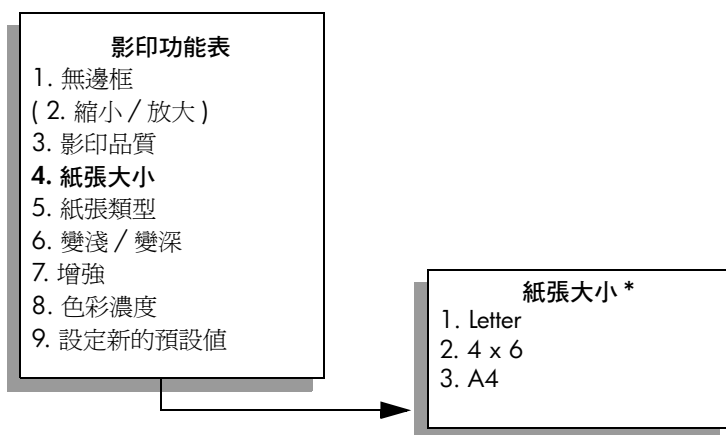 影印功能表
1. 無邊框
( 2. 縮小 / 放大 )
3. 影印品質
4. 紙張大小
5. 紙張類型
6. 變淺 / 變深
7. 增強
8. 色彩濃度
9. 設定新的預設值
紙張大小 *
1. Letter
2. 4 x 6
3. A4